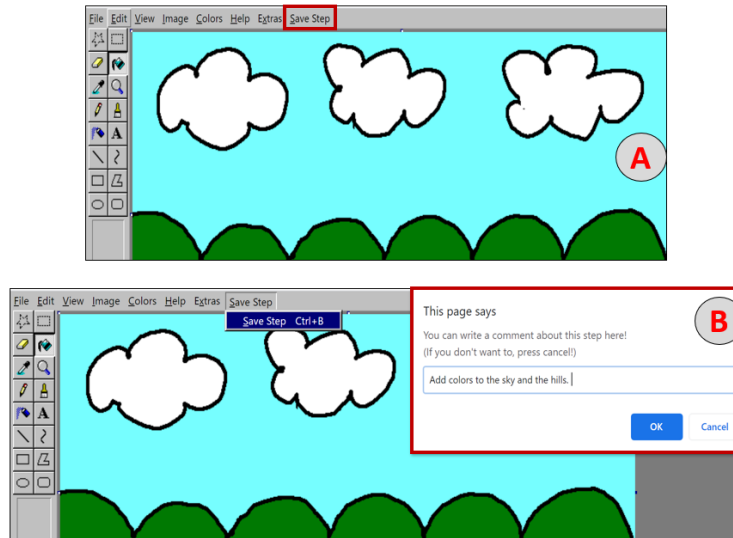 File Edit View Image Colors Help Extras Save Step
A
A
File Edit View Image Colors Help Extras Save Step
Save Step Ctrl+B
A
This page says
B
You can write a comment about this step here!
(If you don't want to, press cancel!)
Add colors to the sky and the hills.
OK Cancel